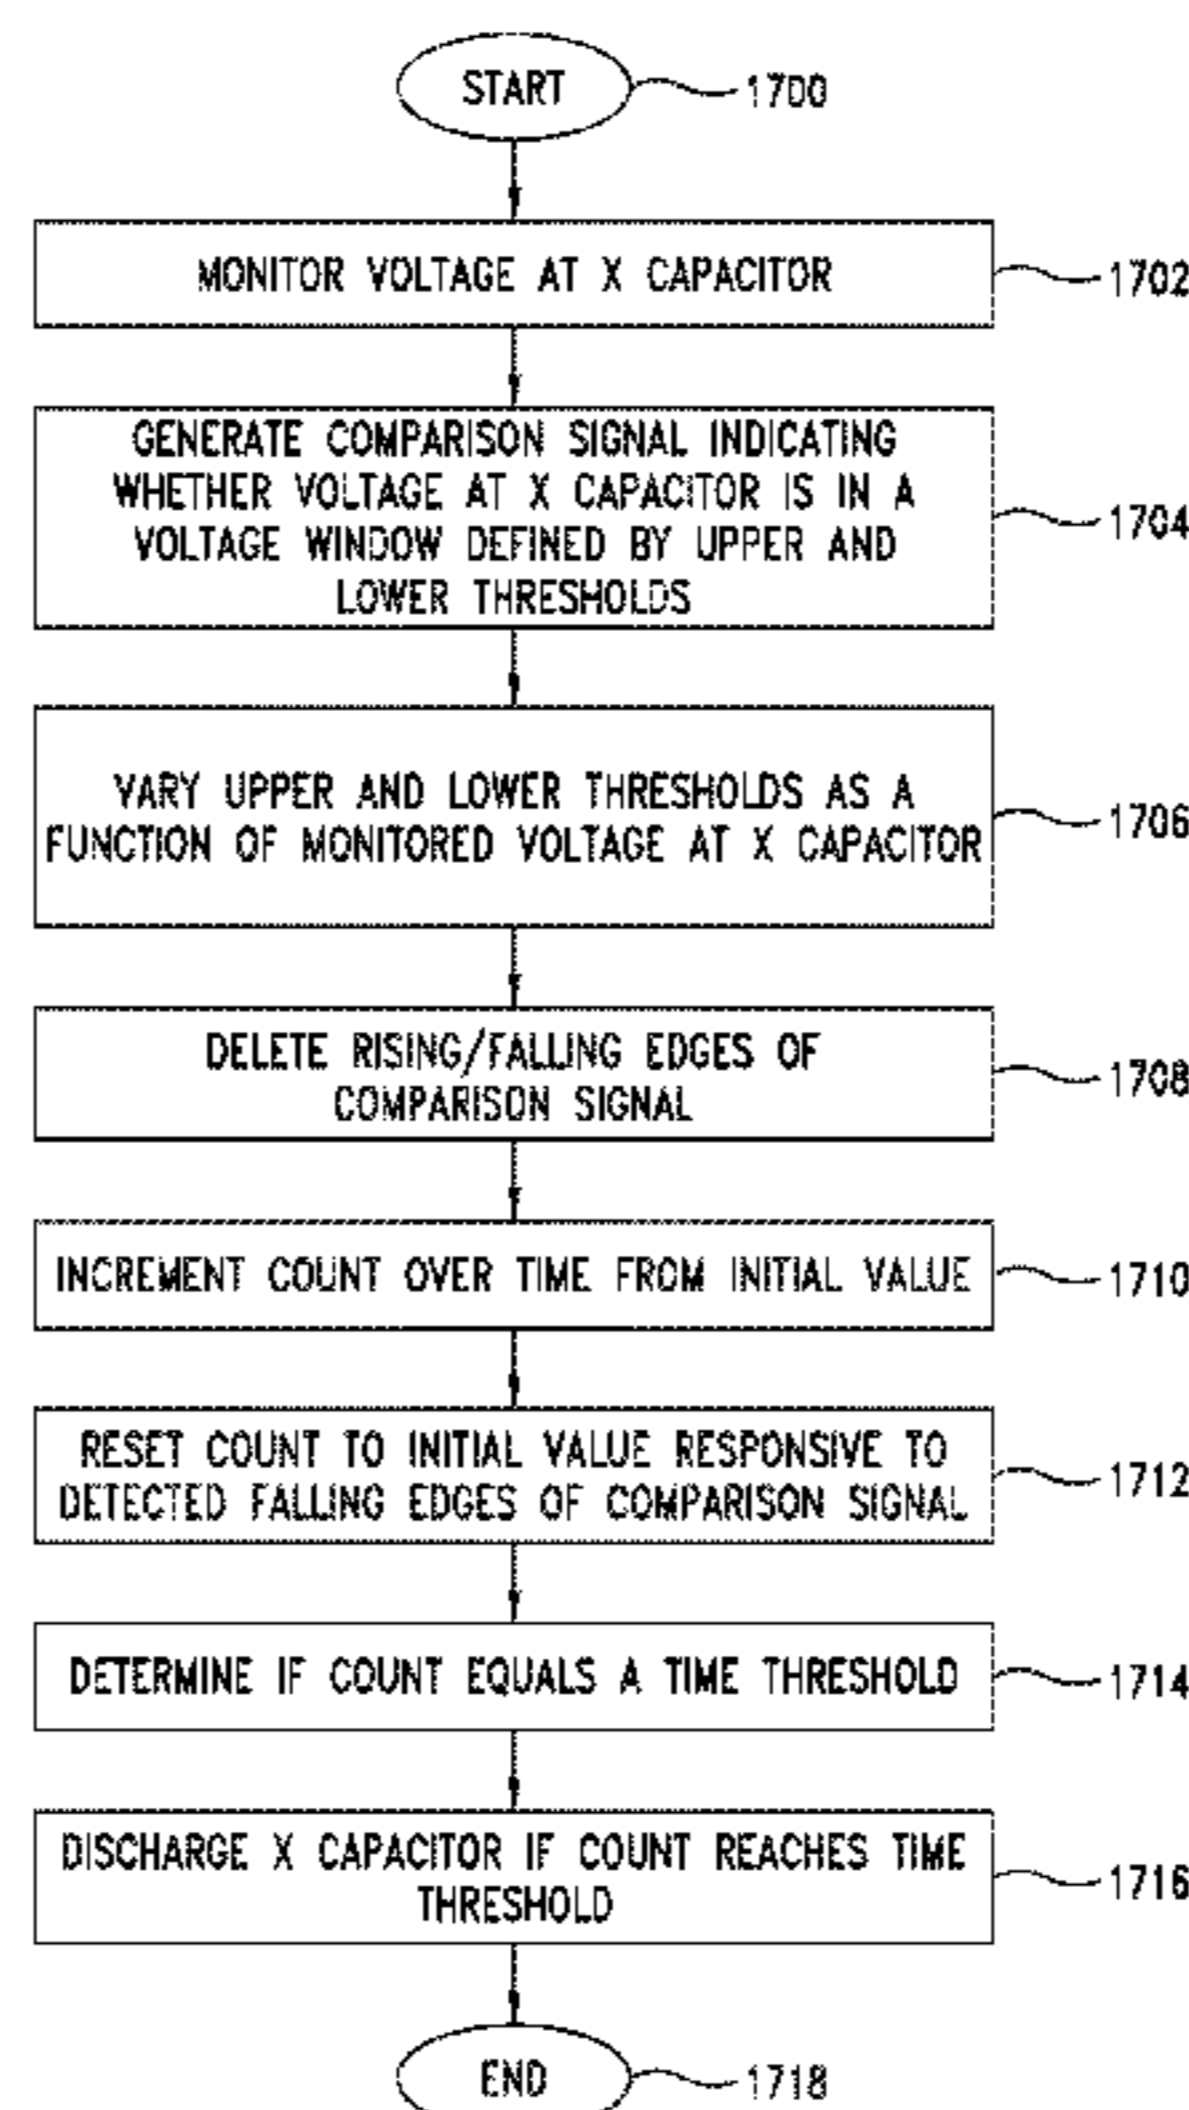 START
1700
MONITOR VOLTAGE AT X CAPACITOR
1702
GENERATE COMPARISON SIGNAL INDICATING
WHETHER VOLTAGE AT X CAPACITOR IS IN A
VOLTAGE WINDOW DEFINED BY UPPER AND
LOWER THRESHOLDS
1704
VARY UPPER AND LOWER THRESHOLDS AS A
FUNCTION OF MONITORED VOLTAGE AT X CAPACITOR
1706
DELETE RISING/FALLING EDGES OF
COMPARISON SIGNAL
1708
INCREMENT COUNT OVER TIME FROM INITIAL VALUE
1710
RESET COUNT TO INITIAL VALUE RESPONSIVE TO
DETECTED FALLING EDGES OF COMPARISON SIGNAL
1712
DETERMINE IF COUNT EQUALS A TIME THRESHOLD
1714
DISCHARGE X CAPACITOR IF COUNT REACHES TIME
THRESHOLD
1716
END
1718